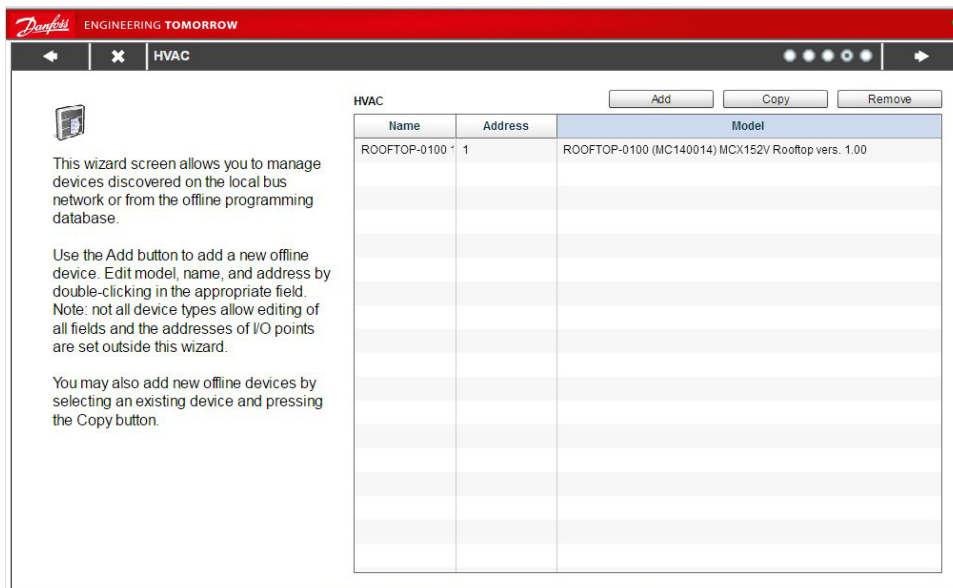 Danfoss ENGINEERING TOMORROW
HVAC
This wizard screen allows you to manage
devices discovered on the local bus
network or from the offline programming
database.
Use the Add button to add a new offline
device. Edit model, name, and address by
double-clicking in the appropriate field.
Note: not all device types allow editing of
all fields and the addresses of I/O points
are set outside this wizard.
You may also add new offline devices by
selecting an existing device and pressing
the Copy button.
HVAC Add Copy Remove
Name Address Model
ROOFTOP-0100 1 ROOFTOP-0100 (MC140014) MCX152V Rooftop vers. 1.00